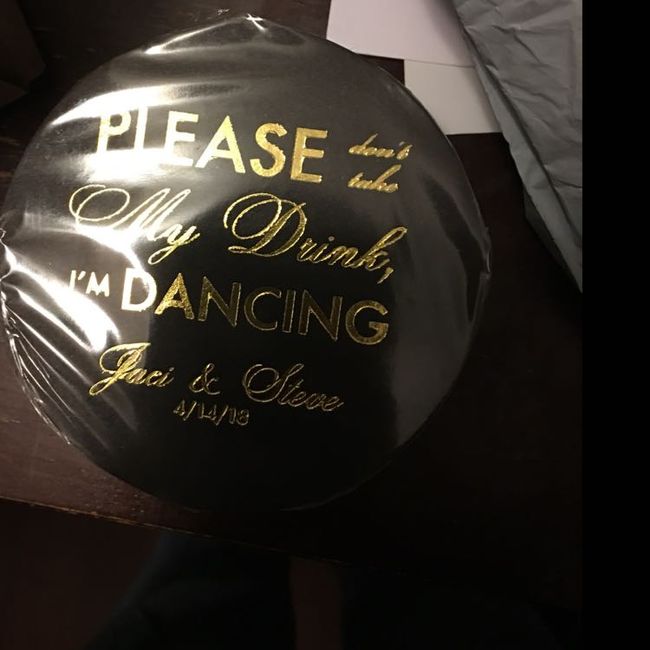 PLEASE don't take
My Drink,
I'M DANCING
Jaci & Steve
4/14/18